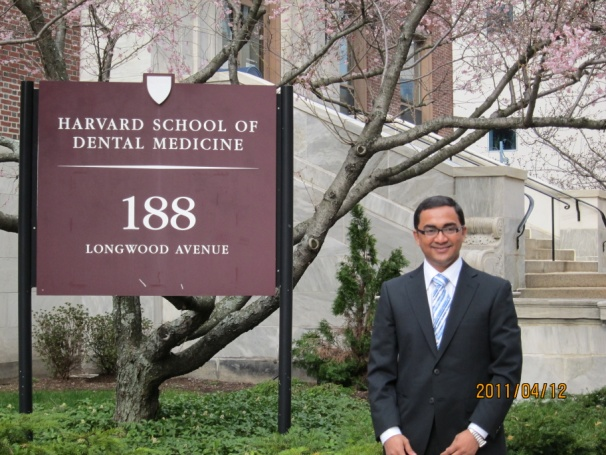 HARVARD SCHOOL OF
DENTAL MEDICINE
188
LONGWOOD AVENUE
2011/04/12